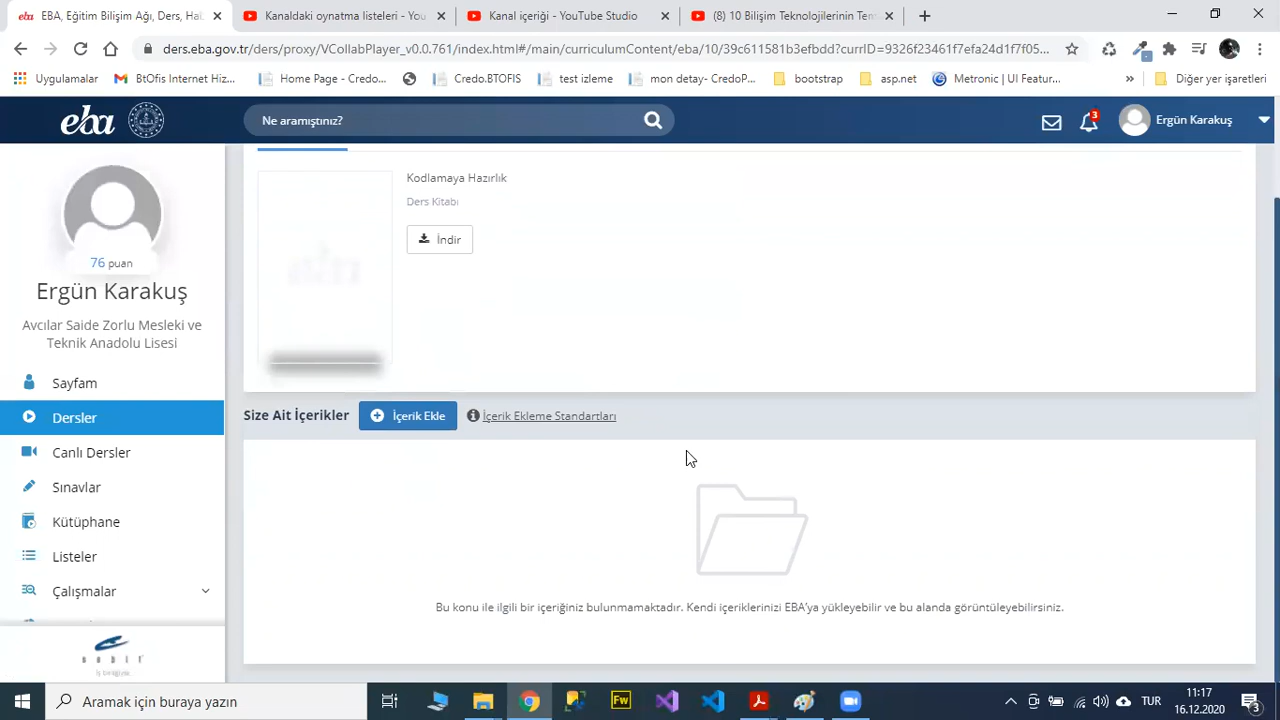 EBA, Eğitim Bilişim Ağı, Ders, Hab
Kanaldaki oynatma listeleri - You
Kanal içeriği - YouTube Studio
(8) 10 Bilişim Teknolojilerinin Tem
ders.eba.gov.tr/ders/proxy/VCollabPlayer_v0.0.761/index.html#/main/curriculumContent/eba/10/39c61581b3efbdd?currID=9326f23461f7efa24d1f7f05...
Uygulamalar
BtOfis Internet Hiz...
Home Page - Credo...
Credo.BTOFIS
test izleme
mon detay- CredoP...
bootstrap
asp.net
Metronic | UI Featur...
»
Diğer yer işaretleri
eba
Ne aramıştınız?
3
Ergün Karakuş
76 puan
Ergün Karakuş
Avcılar Saide Zorlu Mesleki ve
Teknik Anadolu Lisesi
Sayfam
Dersler
Canlı Dersler
Sınavlar
Kütüphane
Listeler
Çalışmalar
SEBİT
Kodlamaya Hazırlık
Ders Kitabı
İndir
Size Ait İçerikler
İçerik Ekle
İçerik Ekleme Standartları
Bu konu ile ilgili bir içeriğiniz bulunmamaktadır. Kendi içeriklerinizi EBA'ya yükleyebilir ve bu alanda görüntüleyebilirsiniz.
Aramak için buraya yazın
Fw
TUR
11:17
16.12.2020
3